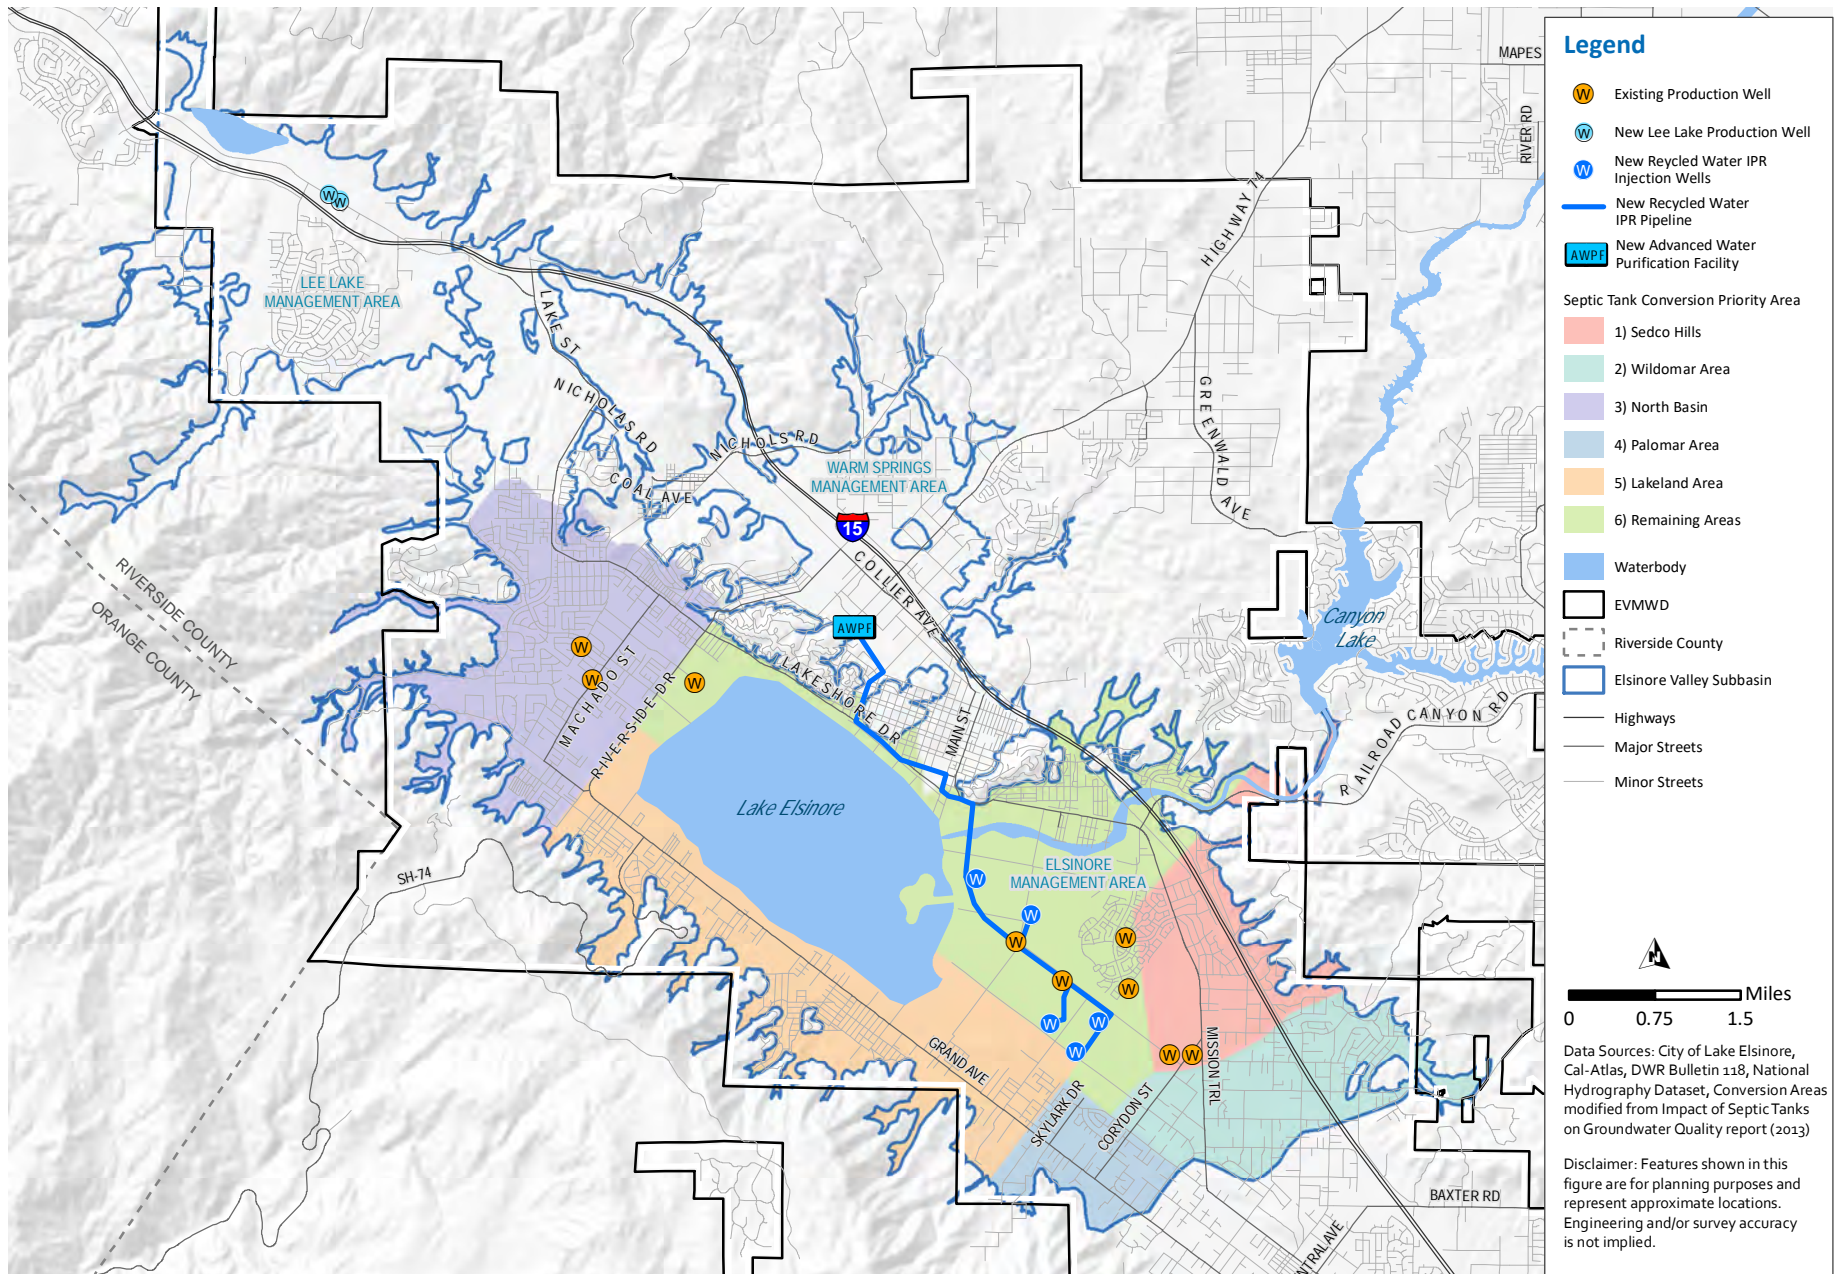 Legend
W Existing Production Well
W New Lee Lake Production Well
W New Reycled Water IPR
Injection Wells
New Recycled Water
IPR Pipeline
AWPF New Advanced Water
Purification Facility
Septic Tank Conversion Priority Area
1) Sedco Hills
2) Wildomar Area
3) North Basin
4) Palomar Area
5) Lakeland Area
6) Remaining Areas
Waterbody
EVMWD
Riverside County
Elsinore Valley Subbasin
Highways
Major Streets
Minor Streets
N
Miles
0 0.75 1.5
Data Sources: City of Lake Elsinore,
Cal-Atlas, DWR Bulletin 118, National
Hydrography Dataset, Conversion Areas
modified from Impact of Septic Tanks
on Groundwater Quality report (2013)
Disclaimer: Features shown in this
figure are for planning purposes and
represent approximate locations.
Engineering and/or survey accuracy
is not implied.
MAPES
RIVER RD
HIGHWAY 74
W
W
LEE LAKE
MANAGEMENT AREA
LAKE ST
NICHOLAS RD
NICHOLS RD
COAL AVE
GREENWALD AVE
WARM SPRINGS
MANAGEMENT AREA
15
COLLIER AVE
RIVERSIDE COUNTY
ORANGE COUNTY
AWPF
Canyon
Lake
RAILROAD CANYON RD
W
W
W
MACHADO ST
RIVERSIDE DR
LAKESHORE DR
MAIN ST
Lake Elsinore
SH-74
ELSINORE
MANAGEMENT AREA
W
W
W
W
W
W
W
W
W
W
W
GRAND AVE
SKYLARK DR
CORYDON ST
MISSION TRL
BAXTER RD
NTRAL AVE